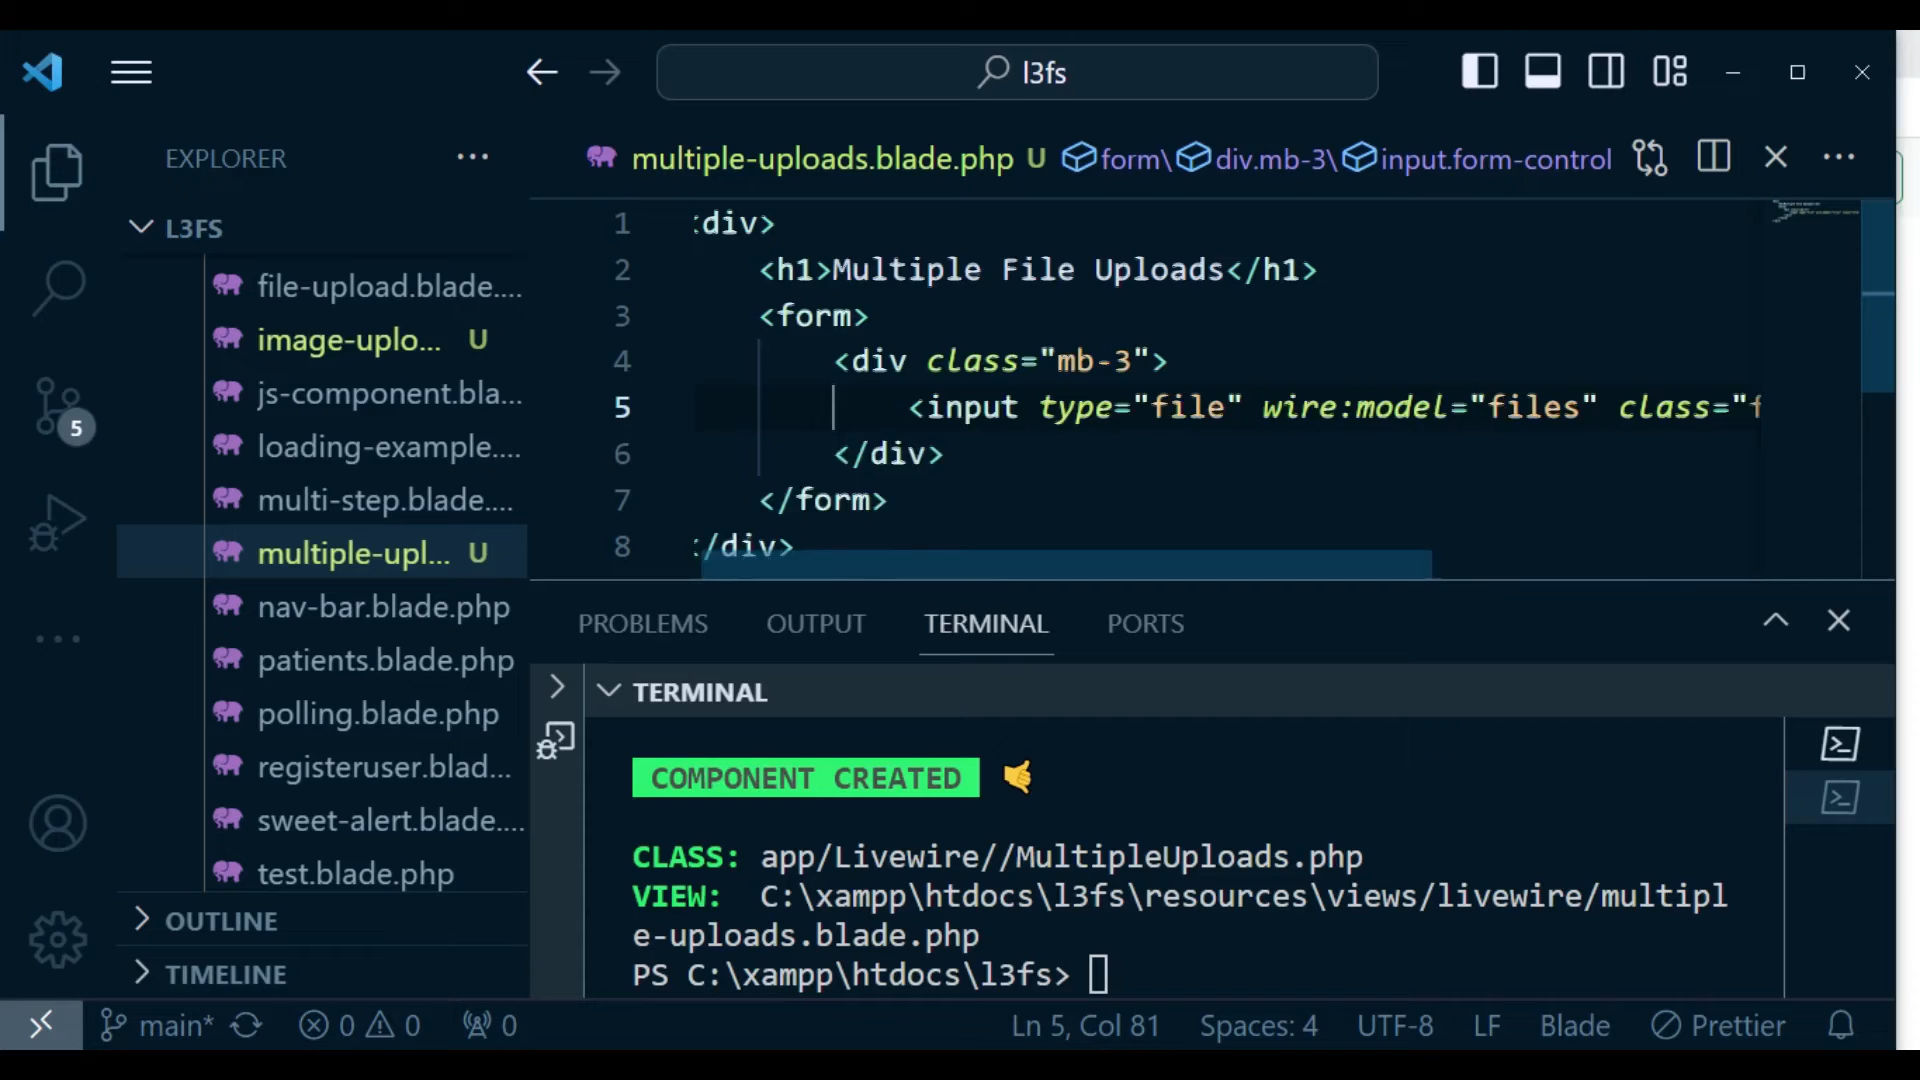 l3fs
EXPLORER
L3FS
file-upload.blade....
image-uplo... U
js-component.bla...
loading-example....
multi-step.blade....
multiple-upl... U
nav-bar.blade.php
patients.blade.php
polling.blade.php
registeruser.blad...
sweet-alert.blade....
test.blade.php
OUTLINE
TIMELINE
5
multiple-uploads.blade.php U form\div.mb-3\input.form-control
1 <div>
2 <h1>Multiple File Uploads</h1>
3 <form>
4 <div class="mb-3">
5 <input type="file" wire:model="files" class="f
6 </div>
7 </form>
8 </div>
PROBLEMS OUTPUT TERMINAL PORTS
TERMINAL
COMPONENT CREATED 🤙
CLASS: app/Livewire//MultipleUploads.php
VIEW: C:\xampp\htdocs\l3fs\resources\views/livewire/multipl
e-uploads.blade.php
PS C:\xampp\htdocs\l3fs>
main* 0 0 0 Ln 5, Col 81 Spaces: 4 UTF-8 LF Blade Prettier